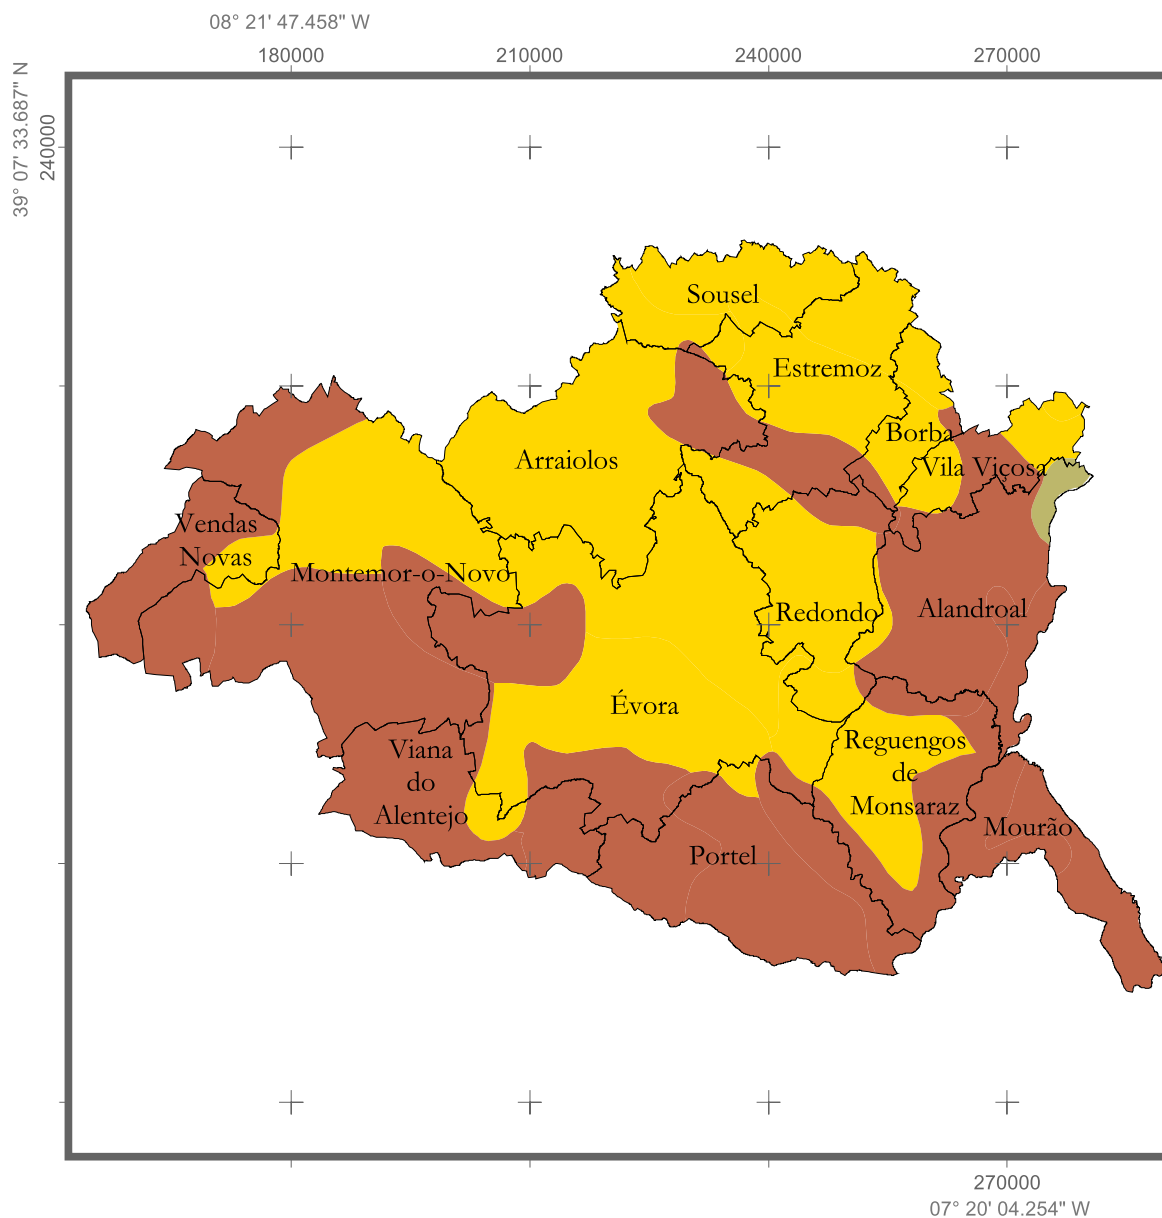 08° 21' 47.458" W
180000 210000 240000 270000
39° 07' 33.687" N
240000
Sousel
Estremoz
Borba
Arraiolos
Vila Viçosa
Vendas
Novas
Montemor-o-Novo
Redondo
Alandroal
Évora
Reguengos
de
Monsaraz
Viana
do
Alentejo
Mourão
Portel
270000
07° 20' 04.254" W